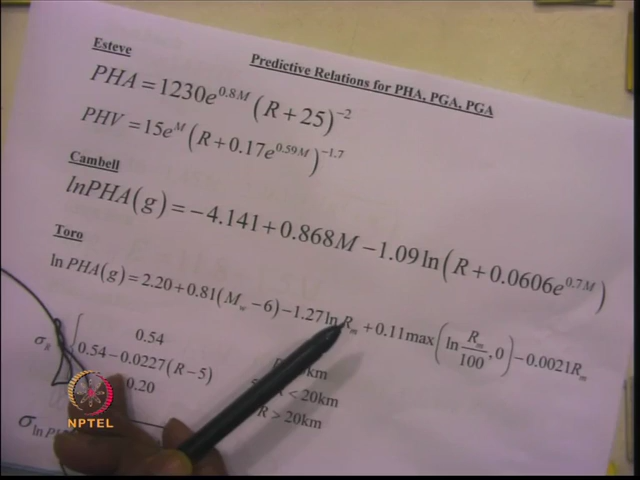 Predictive Relations for PHA, PGA, PGA
Esteve
PHA = 1230e^{0.8M} (R + 25)^{-2}
PHV = 15e^{M} (R + 0.17e^{0.59M})^{-1.7}
Cambell
lnPHA(g) = −4.141 + 0.868M − 1.09 ln(R + 0.0606e^{0.7M})
Toro
ln PHA(g) = 2.20 + 0.81(M_w − 6) − 1.27 ln R_m + 0.11 max(ln R_m/100, 0) − 0.0021R_m
0.54
σ_R 0.54 − 0.0227(R − 5) R < 20km
0.20 R > 20km
NPTEL